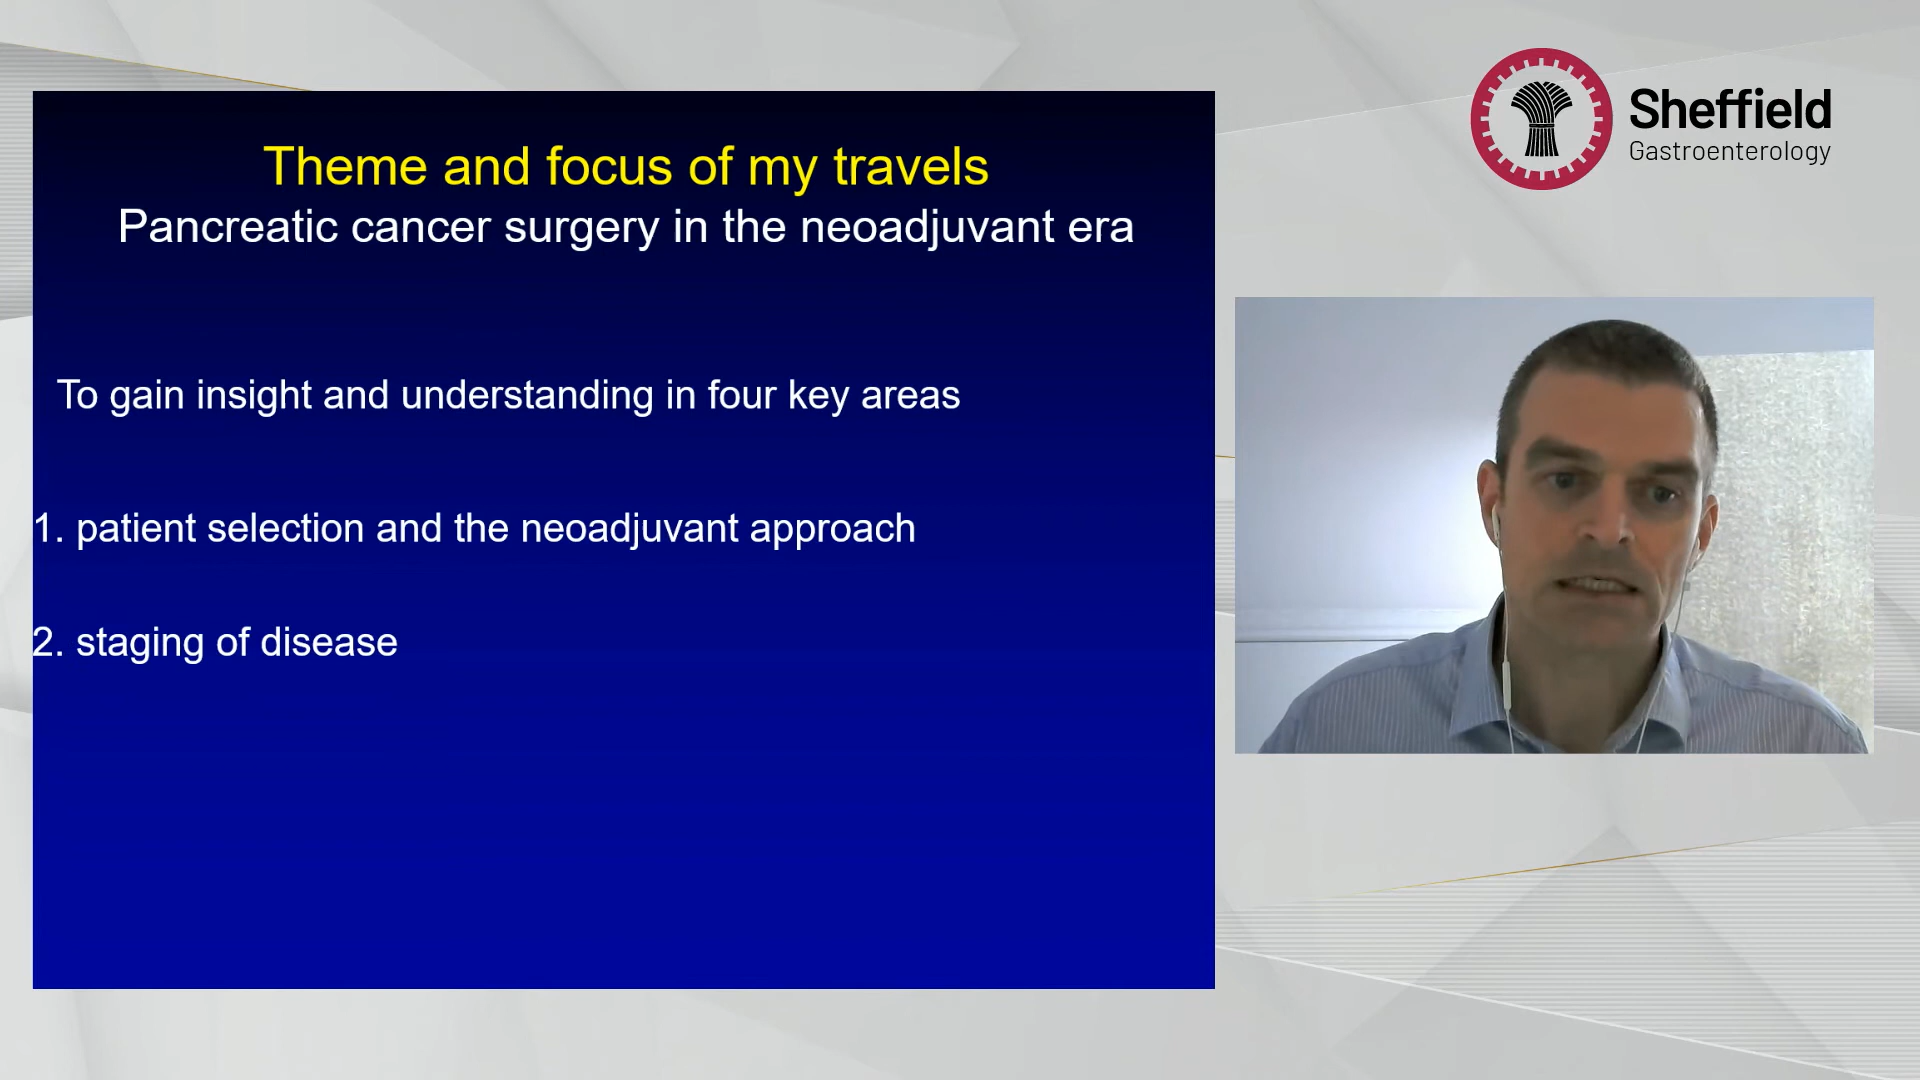 Theme and focus of my travels
Pancreatic cancer surgery in the neoadjuvant era
To gain insight and understanding in four key areas
1. patient selection and the neoadjuvant approach
2. staging of disease
Sheffield
Gastroenterology